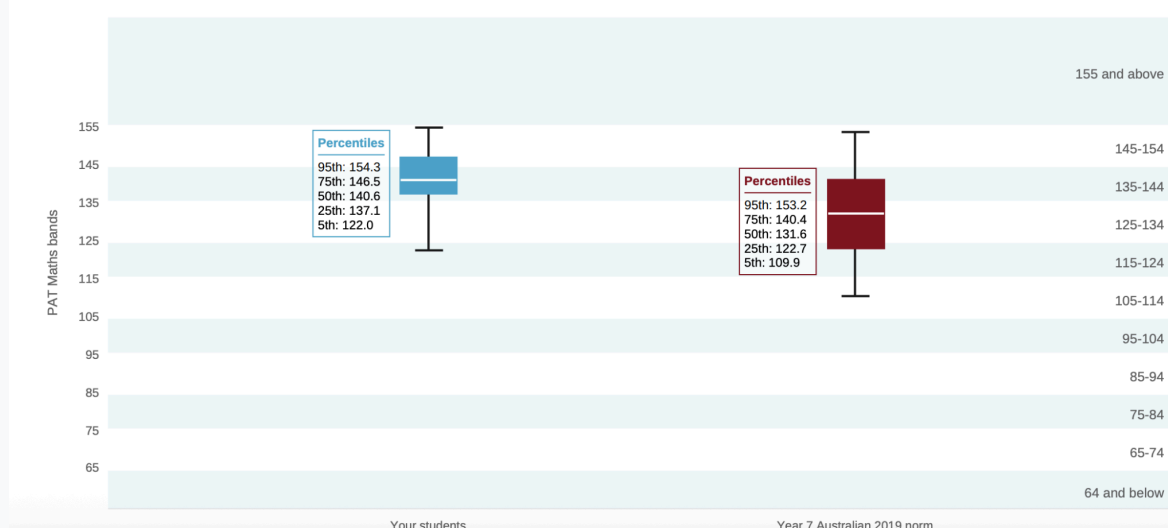 155 and above
155
145-154
145
135-144
135
125-134
125
115-124
115
105-114
105
95-104
95
85-94
85
75-84
75
65-74
65
64 and below
PAT Maths bands
Percentiles
95th: 154.3
75th: 146.5
50th: 140.6
25th: 137.1
5th: 122.0
Percentiles
95th: 153.2
75th: 140.4
50th: 131.6
25th: 122.7
5th: 109.9
Your students
Year 7 Australian 2019 norm